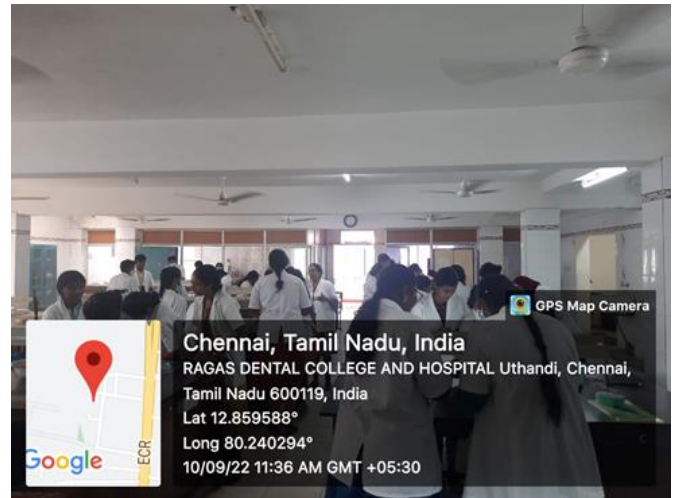 GPS Map Camera
Chennai, Tamil Nadu, India
RAGAS DENTAL COLLEGE AND HOSPITAL Uthandi, Chennai,
Tamil Nadu 600119, India
Lat 12.859588°
Long 80.240294°
10/09/22 11:36 AM GMT +05:30
Google
ECR